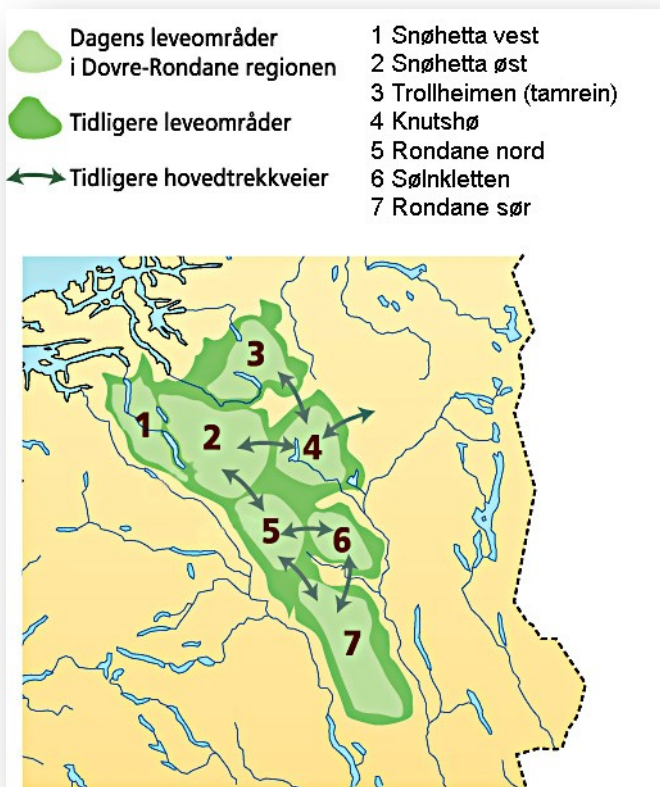 Dagens leveområder
i Dovre-Rondane regionen
Tidligere leveområder
Tidligere hovedtrekkveier
1 Snøhetta vest
2 Snøhetta øst
3 Trollheimen (tamrein)
4 Knutshø
5 Rondane nord
6 Sølnkletten
7 Rondane sør
3
1
2
4
5
6
7